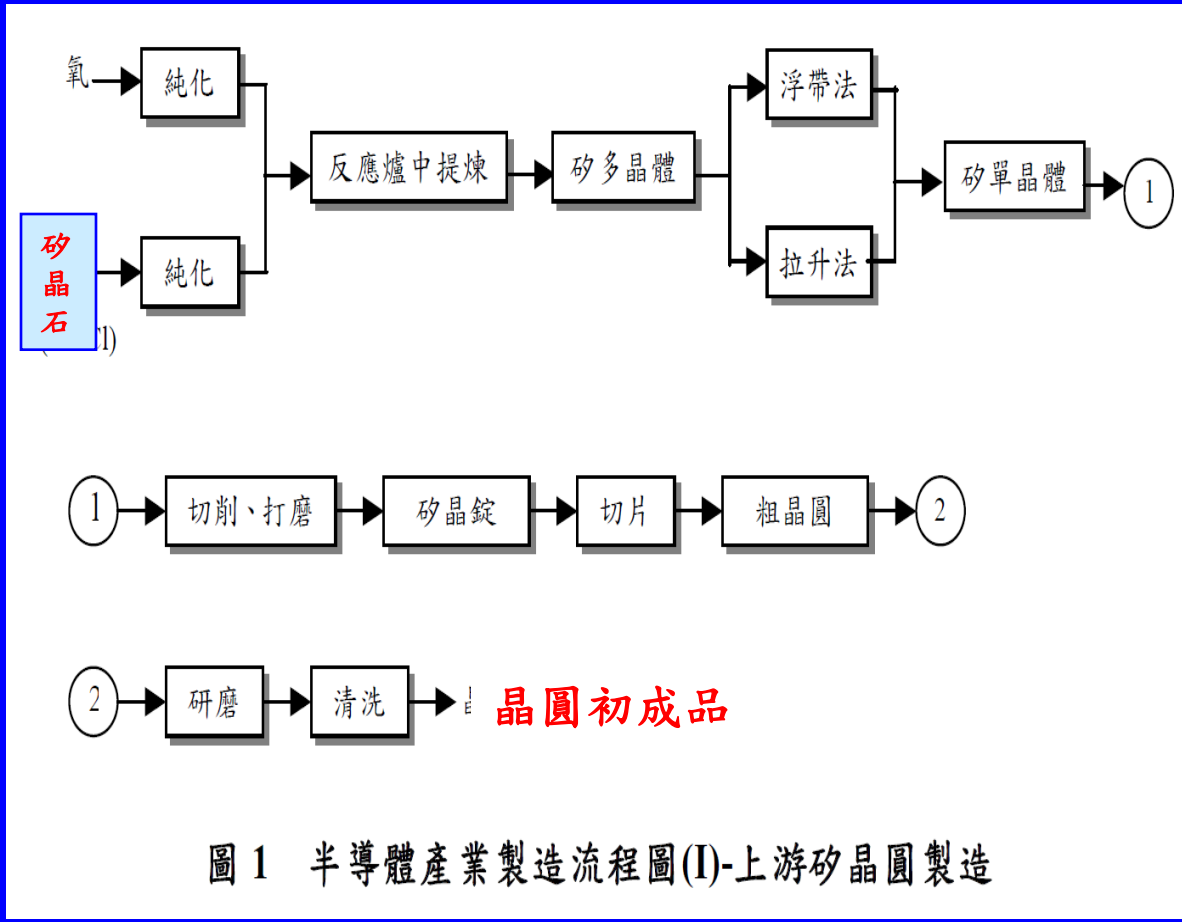 氧
純化
反應爐中提煉
矽多晶體
浮帶法
矽單晶體
1
矽晶石
純化
拉升法
1
切削、打磨
矽晶錠
切片
粗晶圓
2
2
研磨
清洗
晶圓初成品
圖 1 半導體產業製造流程圖(I)-上游矽晶圓製造